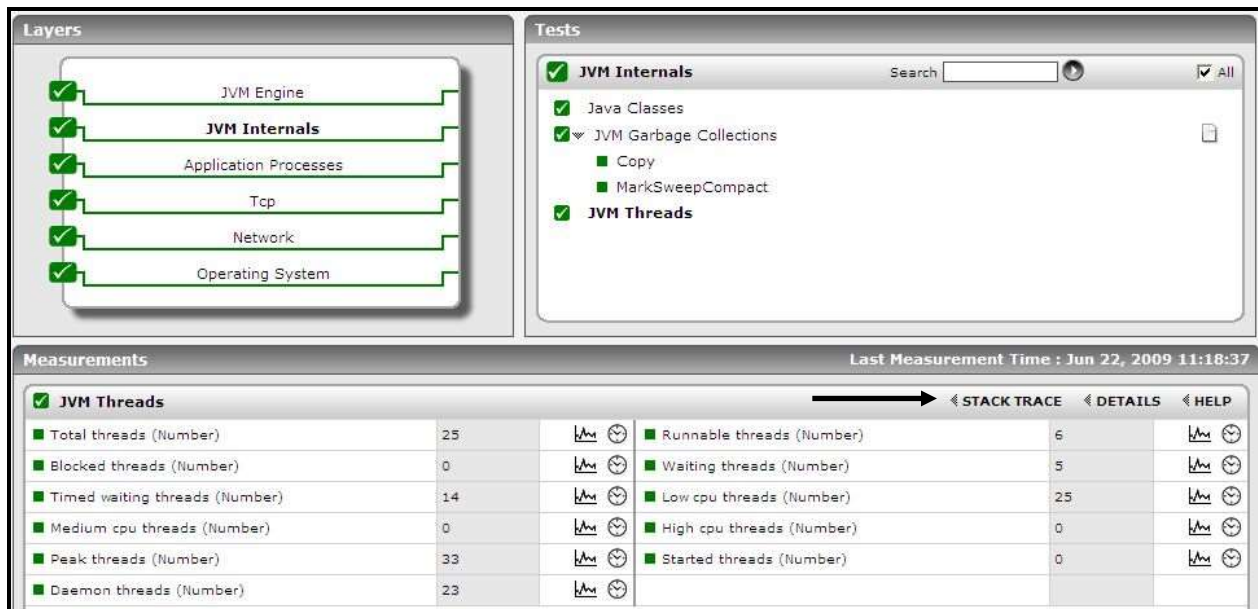 Layers
JVM Engine
JVM Internals
Application Processes
Tcp
Network
Operating System
Tests
JVM Internals Search All
Java Classes
JVM Garbage Collections
Copy
MarkSweepCompact
JVM Threads
Measurements Last Measurement Time : Jun 22, 2009 11:18:37
JVM Threads STACK TRACE DETAILS HELP
Total threads (Number) 25 Runnable threads (Number) 6
Blocked threads (Number) 0 Waiting threads (Number) 5
Timed waiting threads (Number) 14 Low cpu threads (Number) 25
Medium cpu threads (Number) 0 High cpu threads (Number) 0
Peak threads (Number) 33 Started threads (Number) 0
Daemon threads (Number) 23